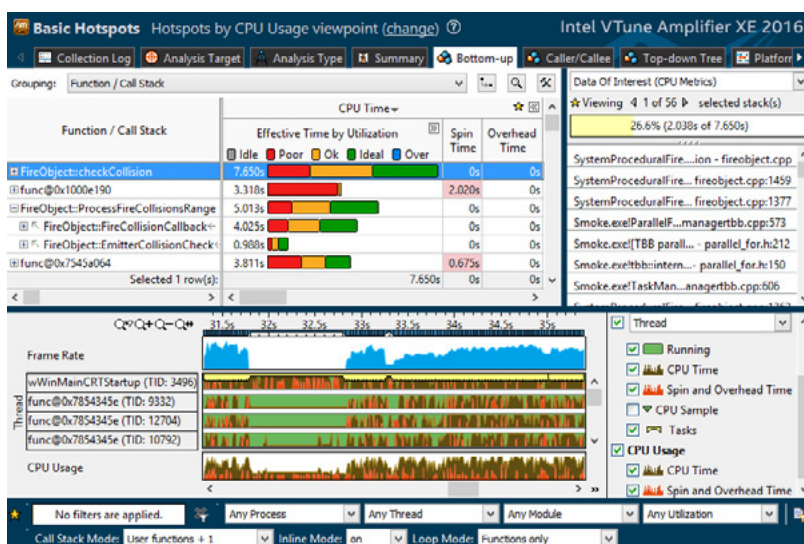 Basic Hotspots Hotspots by CPU Usage viewpoint (change) Intel VTune Amplifier XE 2016
Collection Log Analysis Target Analysis Type Summary Bottom-up Caller/Callee Top-down Tree Platforr
Grouping: Function / Call Stack
Function / Call Stack
CPU Time
Effective Time by Utilization
Idle Poor Ok Ideal Over
Spin Time
Overhead Time
FireObject::checkCollision 7.650s 0s 0s
func@0x1000e190 3.318s 2.020s 0s
FireObject::ProcessFireCollisionsRange 5.013s 0s 0s
FireObject::FireCollisionCallback 4.025s 0s 0s
FireObject::EmitterCollisionCheck 0.988s 0s 0s
func@0x7545a064 3.811s 0.675s 0s
Selected 1 row(s): 7.650s 0s 0s
Data Of Interest (CPU Metrics)
Viewing 1 of 56 selected stack(s)
26.6% (2.038s of 7.650s)
SystemProceduralFire....ion - fireobject.cpp
SystemProceduralFire... fireobject.cpp:1459
SystemProceduralFire... fireobject.cpp:1377
Smoke.exe!ParallelF...managertbb.cpp:573
Smoke.exe![TBB parall... - parallel_for.h:212
Smoke.exe!tbb::intern...- parallel_for.h:150
Smoke.exe!TaskMan...anagertbb.cpp:606
31.5s 32s 32.5s 33s 33.5s 34s 34.5s 35s
Frame Rate
Thread
wWinMainCRTStartup (TID: 3496)
func@0x7854345e (TID: 9332)
func@0x7854345e (TID: 12704)
func@0x7854345e (TID: 10792)
CPU Usage
Thread
Running
CPU Time
Spin and Overhead Time
CPU Sample
Tasks
CPU Usage
CPU Time
Spin and Overhead Time
No filters are applied. Any Process Any Thread Any Module Any Utilization
Call Stack Mode: User functions + 1 Inline Mode: on Loop Mode: Functions only